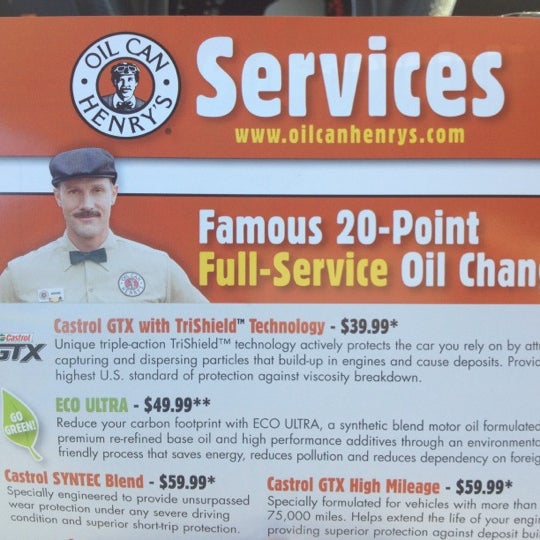 OIL CAN
HENRY'S
Services
www.oilcanhenrys.com
Famous 20-Point
Full-Service Oil
Castrol GTX with TriShield™ Technology - $39.99*
Castrol
GTX
Unique triple-action TriShield™ technology actively protects the car you rely on by
capturing and dispersing particles that build-up in engines and cause deposits.
highest U.S. standard of protection against viscosity breakdown.
GO
GREEN!
ECO ULTRA - $49.99**
Reduce your carbon footprint with ECO ULTRA, a synthetic blend motor oil formulated
premium re-refined base oil and high performance additives through an
friendly process that saves energy, reduces pollution and reduces dependency on
Castrol SYNTEC Blend - $59.99*
Specially engineered to provide unsurpassed
wear protection under any severe driving
condition and superior short-trip protection.
Castrol GTX High Mileage - $59.99*
Specially formulated for vehicles with more than
75,000 miles. Helps extend the life of your
providing superior protection against deposit